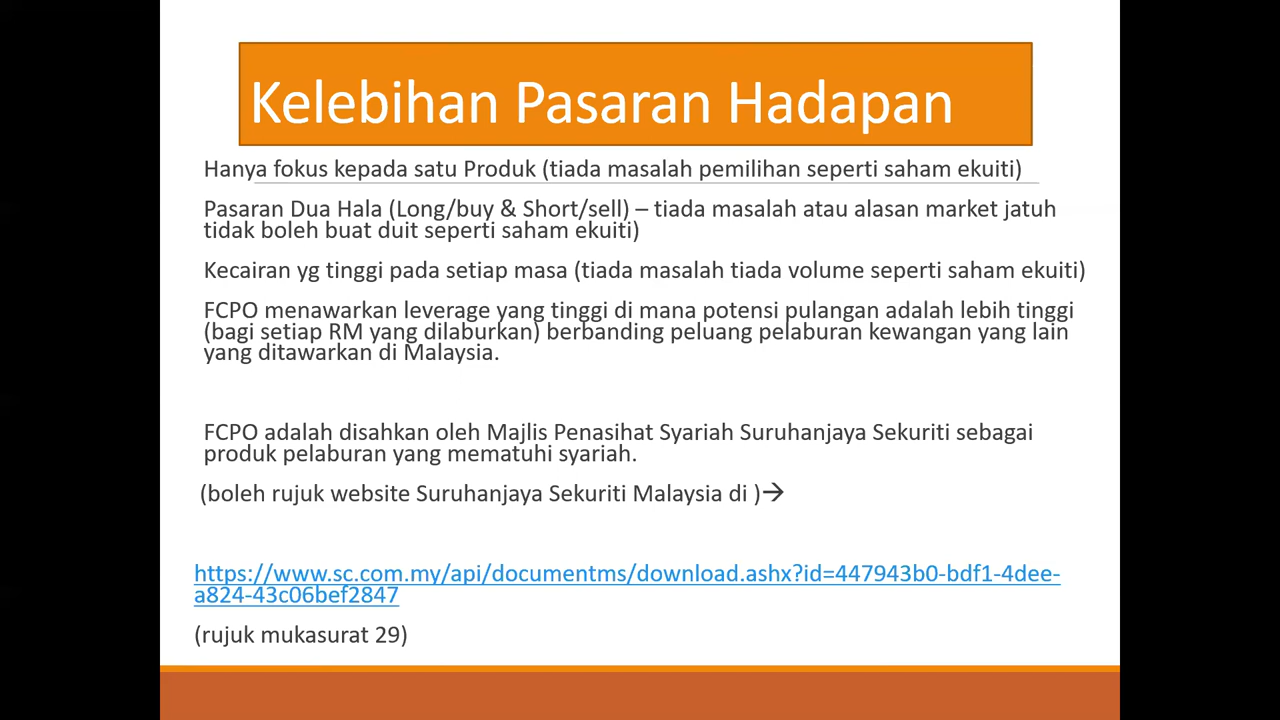 Kelebihan Pasaran Hadapan
Hanya fokus kepada satu Produk (tiada masalah pemilihan seperti saham ekuiti)
Pasaran Dua Hala (Long/buy & Short/sell) – tiada masalah atau alasan market jatuh
tidak boleh buat duit seperti saham ekuiti)
Kecairan yg tinggi pada setiap masa (tiada masalah tiada volume seperti saham ekuiti)
FCPO menawarkan leverage yang tinggi di mana potensi pulangan adalah lebih tinggi
(bagi setiap RM yang dilaburkan) berbanding peluang pelaburan kewangan yang lain
yang ditawarkan di Malaysia.
FCPO adalah disahkan oleh Majlis Penasihat Syariah Suruhanjaya Sekuriti sebagai
produk pelaburan yang mematuhi syariah.
(boleh rujuk website Suruhanjaya Sekuriti Malaysia di )→
https://www.sc.com.my/api/documentms/download.ashx?id=447943b0-bdf1-4dee-
a824-43c06bef2847
(rujuk mukasurat 29)